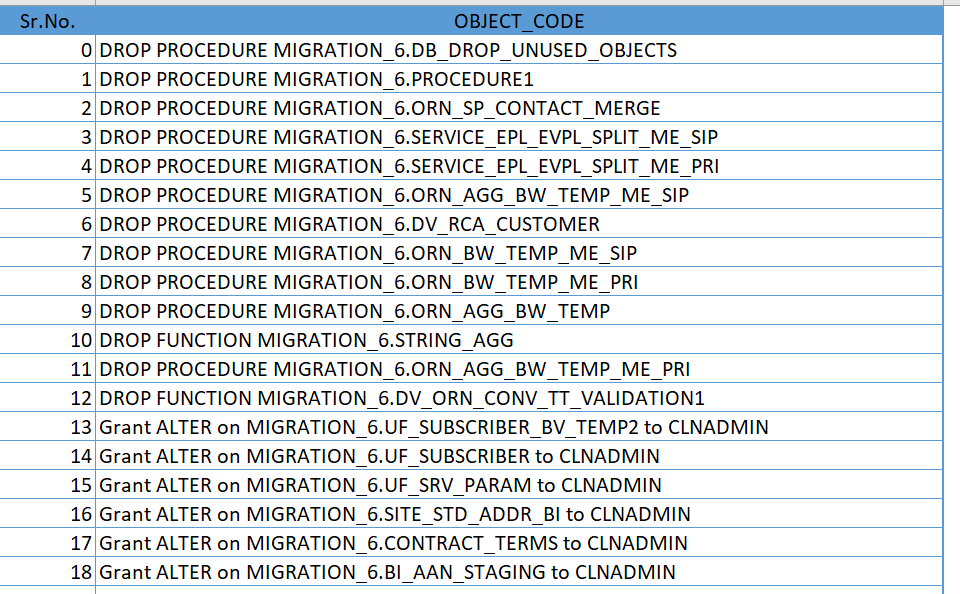 Sr.No. OBJECT_CODE
0 DROP PROCEDURE MIGRATION_6.DB_DROP_UNUSED_OBJECTS
1 DROP PROCEDURE MIGRATION_6.PROCEDURE1
2 DROP PROCEDURE MIGRATION_6.ORN_SP_CONTACT_MERGE
3 DROP PROCEDURE MIGRATION_6.SERVICE_EPL_EVPL_SPLIT_ME_SIP
4 DROP PROCEDURE MIGRATION_6.SERVICE_EPL_EVPL_SPLIT_ME_PRI
5 DROP PROCEDURE MIGRATION_6.ORN_AGG_BW_TEMP_ME_SIP
6 DROP PROCEDURE MIGRATION_6.DV_RCA_CUSTOMER
7 DROP PROCEDURE MIGRATION_6.ORN_BW_TEMP_ME_SIP
8 DROP PROCEDURE MIGRATION_6.ORN_BW_TEMP_ME_PRI
9 DROP PROCEDURE MIGRATION_6.ORN_AGG_BW_TEMP
10 DROP FUNCTION MIGRATION_6.STRING_AGG
11 DROP PROCEDURE MIGRATION_6.ORN_AGG_BW_TEMP_ME_PRI
12 DROP FUNCTION MIGRATION_6.DV_ORN_CONV_TT_VALIDATION1
13 Grant ALTER on MIGRATION_6.UF_SUBSCRIBER_BV_TEMP2 to CLNADMIN
14 Grant ALTER on MIGRATION_6.UF_SUBSCRIBER to CLNADMIN
15 Grant ALTER on MIGRATION_6.UF_SRV_PARAM to CLNADMIN
16 Grant ALTER on MIGRATION_6.SITE_STD_ADDR_BI to CLNADMIN
17 Grant ALTER on MIGRATION_6.CONTRACT_TERMS to CLNADMIN
18 Grant ALTER on MIGRATION_6.BI_AAN_STAGING to CLNADMIN